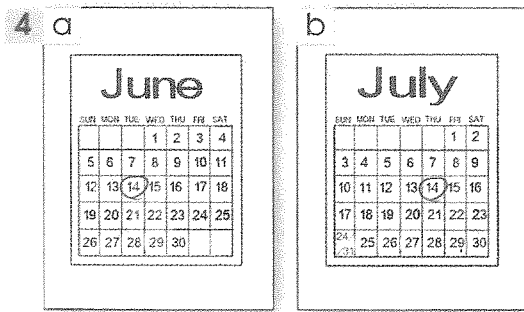 4 a
June
SUN MON TUE WED THU FRI SAT
1 2 3 4
5 6 7 8 9 10 11
12 13 14 15 16 17 18
19 20 21 22 23 24 25
26 27 28 29 30
b
July
SUN MON TUE WED THU FRI SAT
1 2
3 4 5 6 7 8 9
10 11 12 13 14 15 16
17 18 19 20 21 22 23
24/31 25 26 27 28 29 30